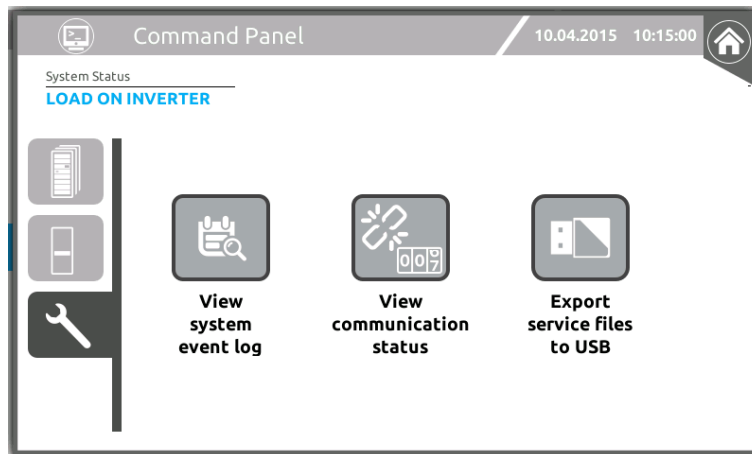 >_
Command Panel
10.04.2015 10:15:00
System Status
LOAD ON INVERTER
007
View
system
event log
View
communication
status
Export
service files
to USB